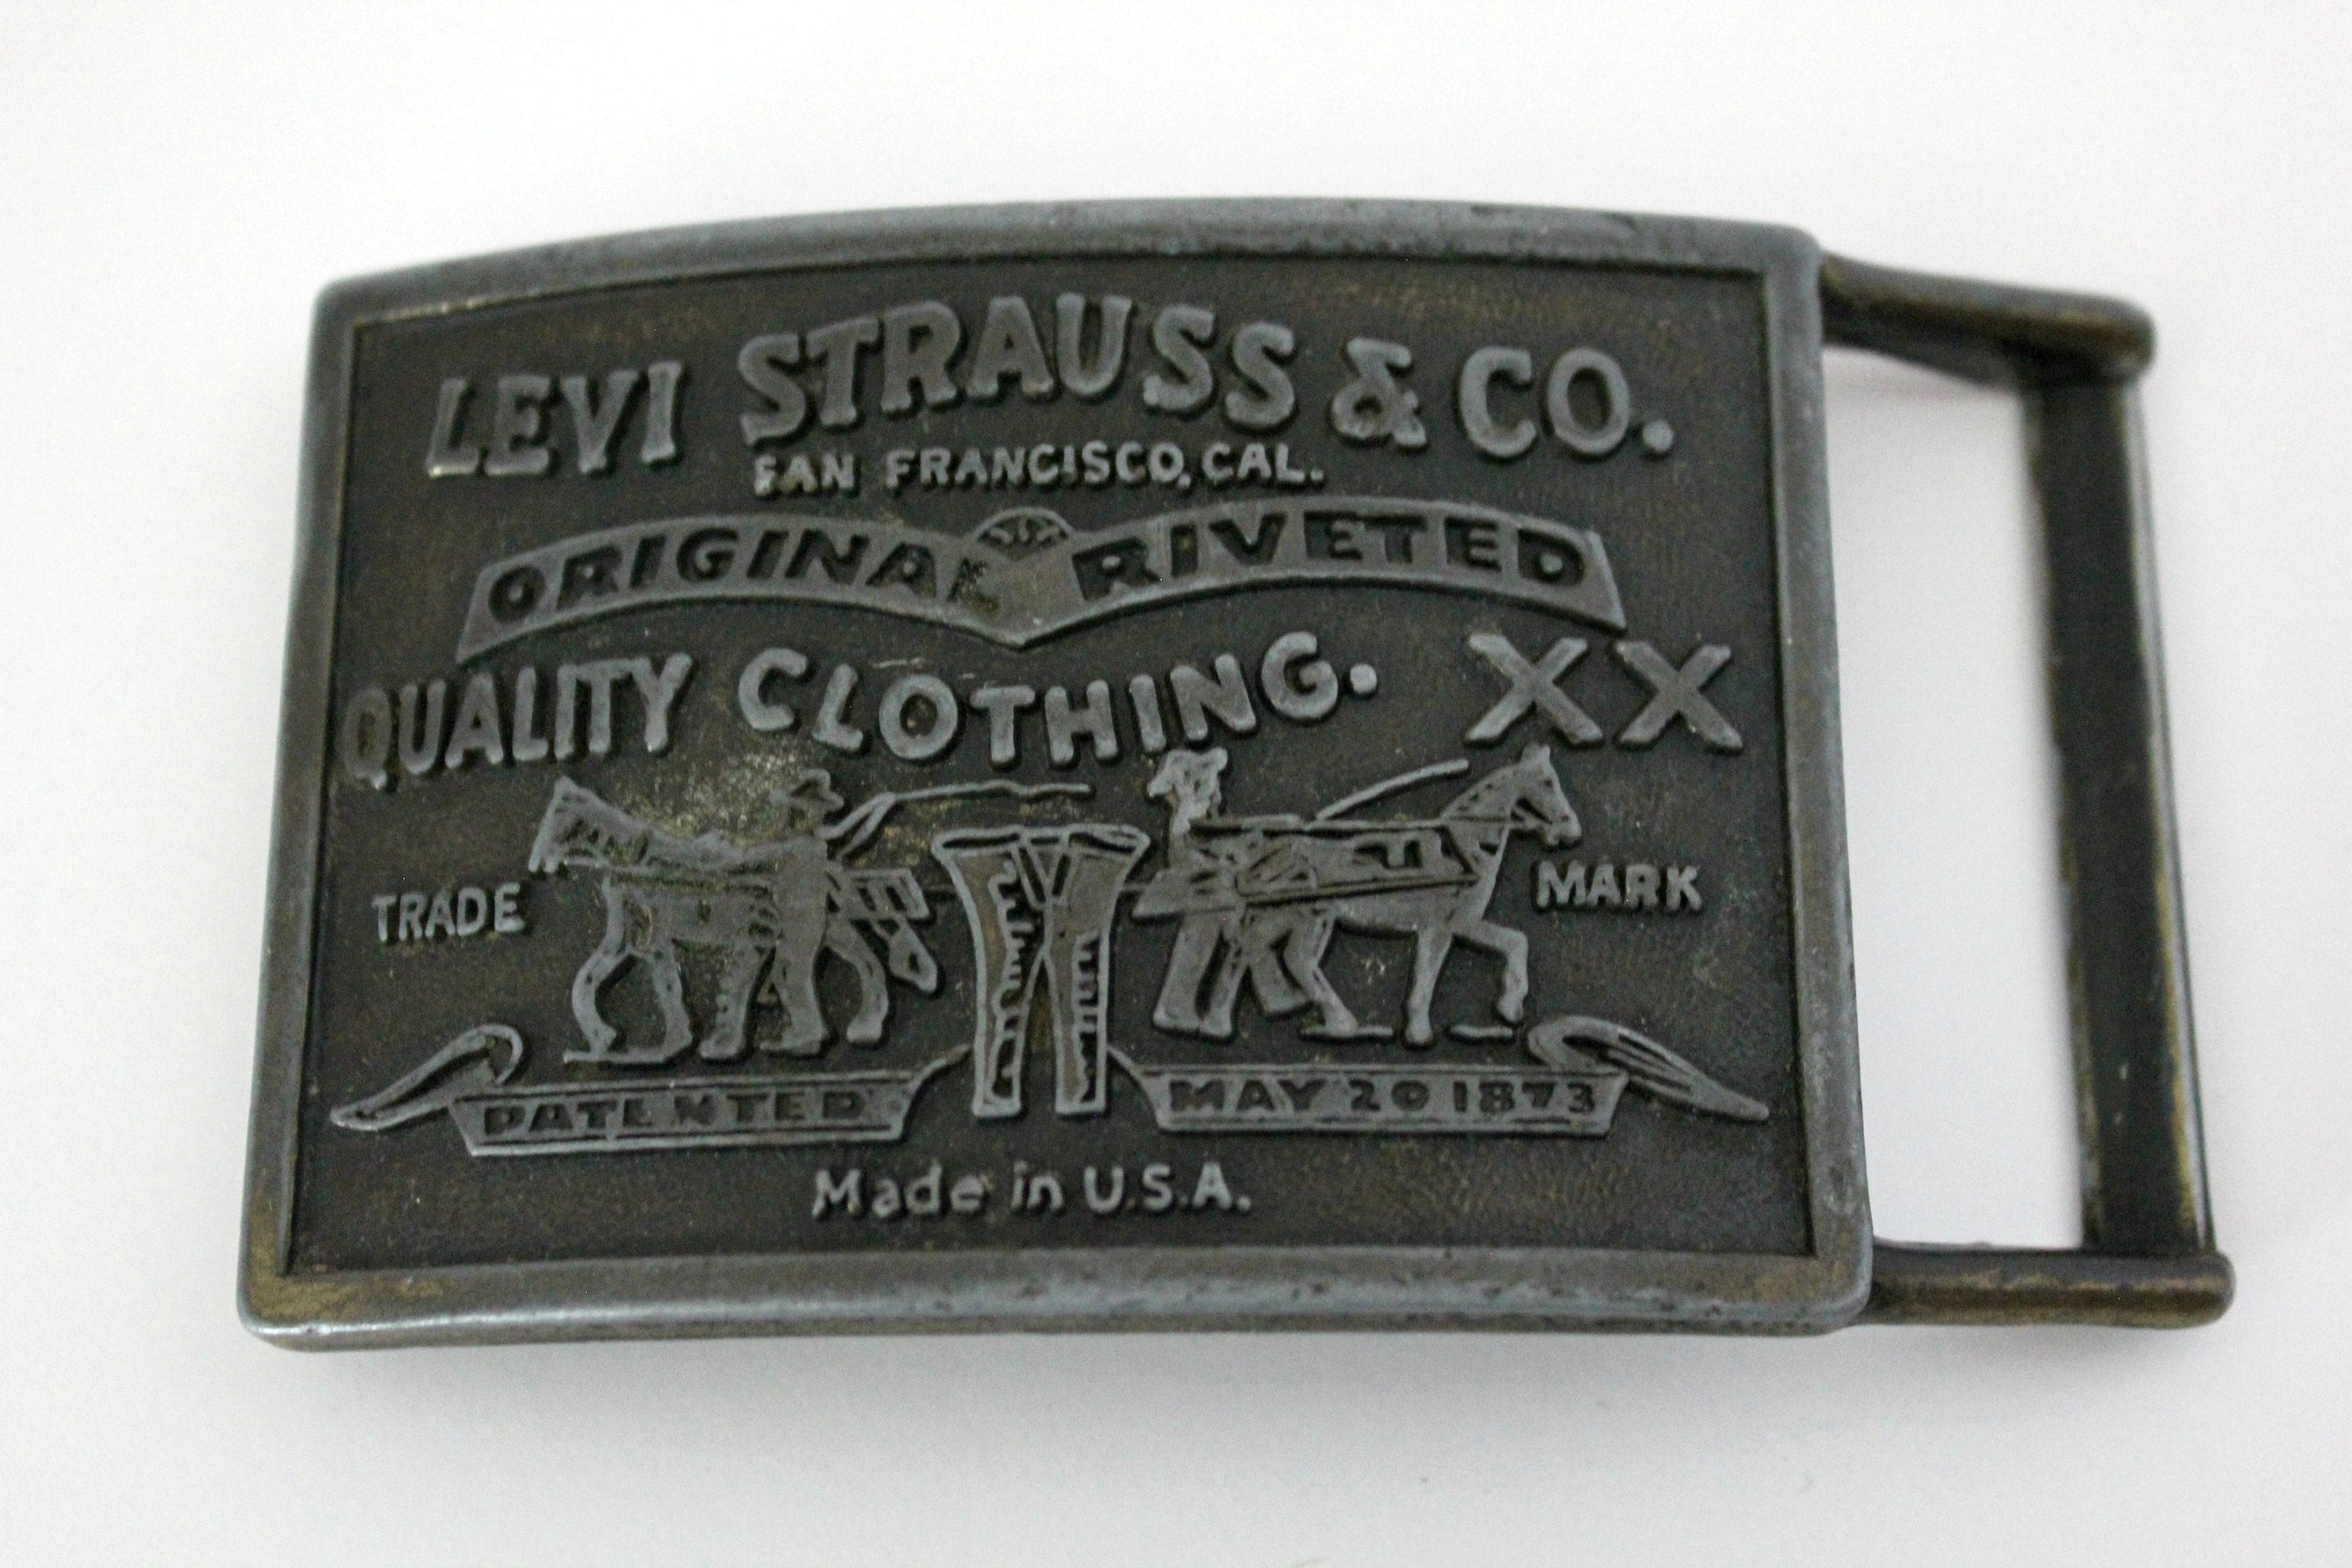 LEVI STRAUSS & CO.
SAN FRANCISCO, CAL.
ORIGINAL RIVETED
QUALITY CLOTHING. XX
TRADE MARK
PATENTED MAY 20 1873
Made in U.S.A.